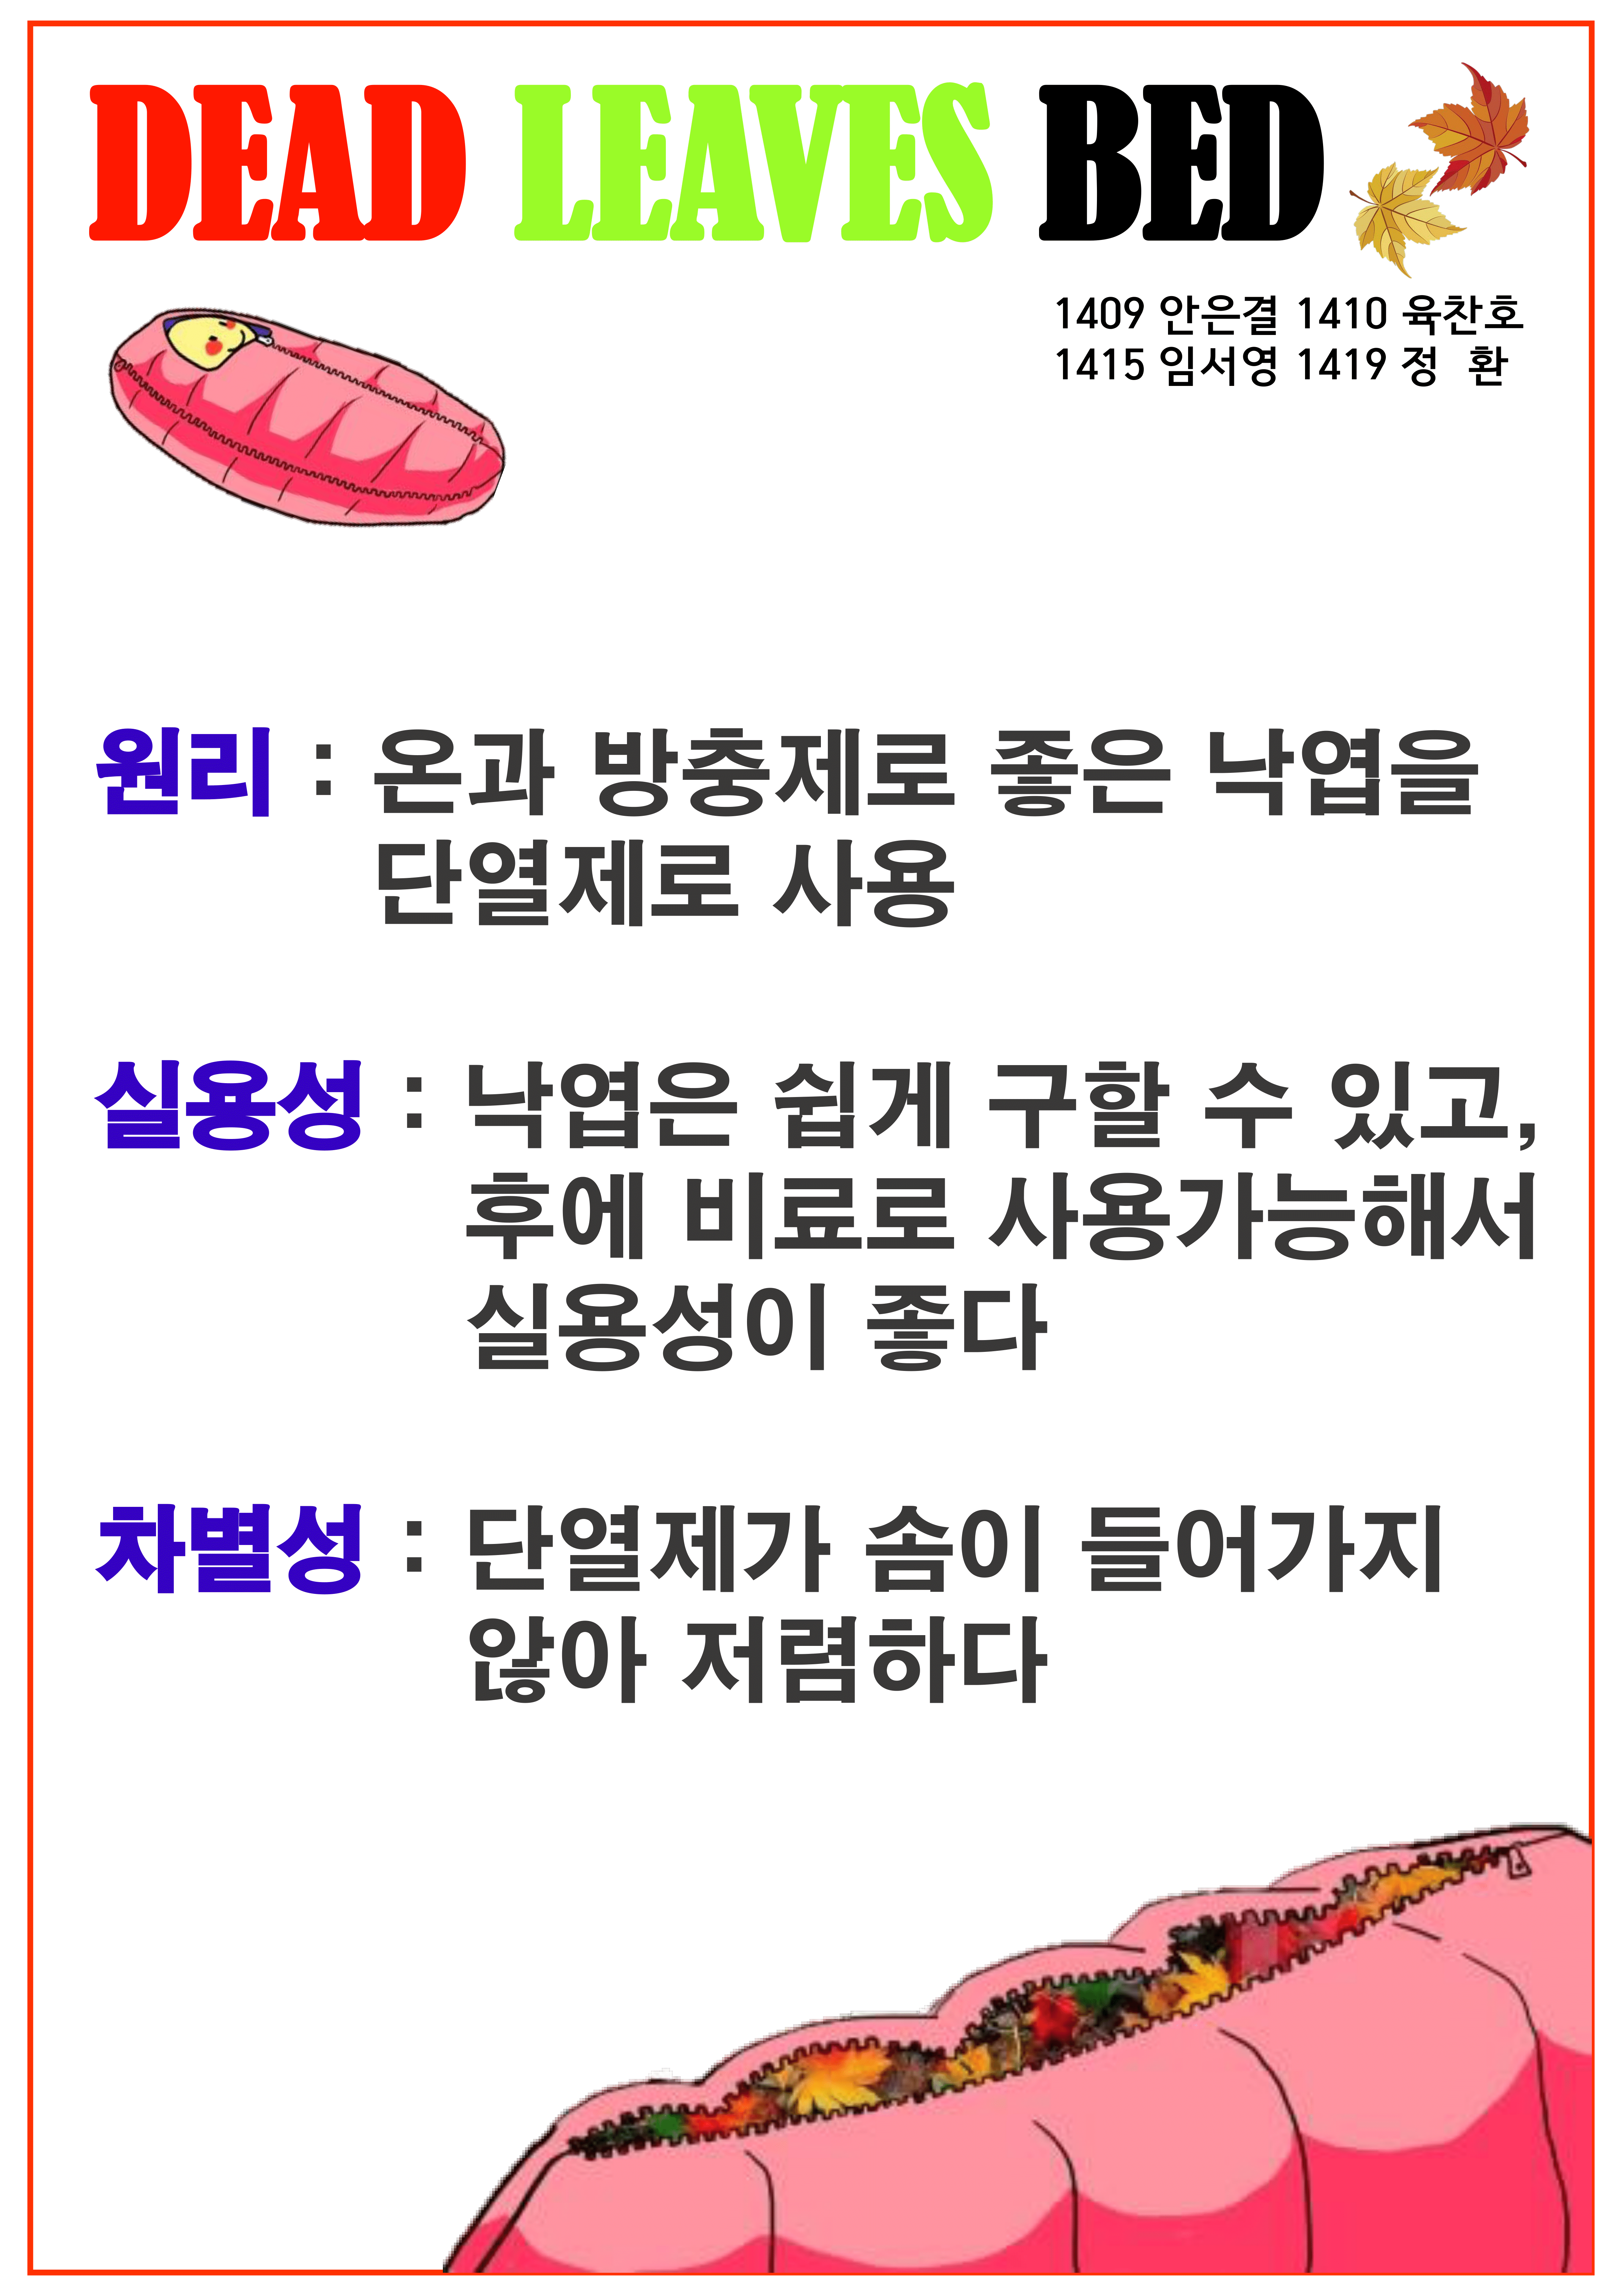 DEAD LEAVES BED
1409 안은결 1410 육찬호
1415 임서영 1419 정 환
원리 : 온과 방충제로 좋은 낙엽을
단열제로 사용
실용성 : 낙엽은 쉽게 구할 수 있고,
후에 비료로 사용가능해서
실용성이 좋다
차별성 : 단열제가 솜이 들어가지
않아 저렴하다